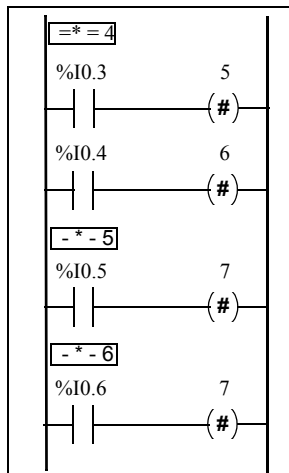 =* = 4
%I0.3 5
(#)
%I0.4 6
(#)
- * - 5
%I0.5 7
(#)
- * - 6
%I0.6 7
(#)